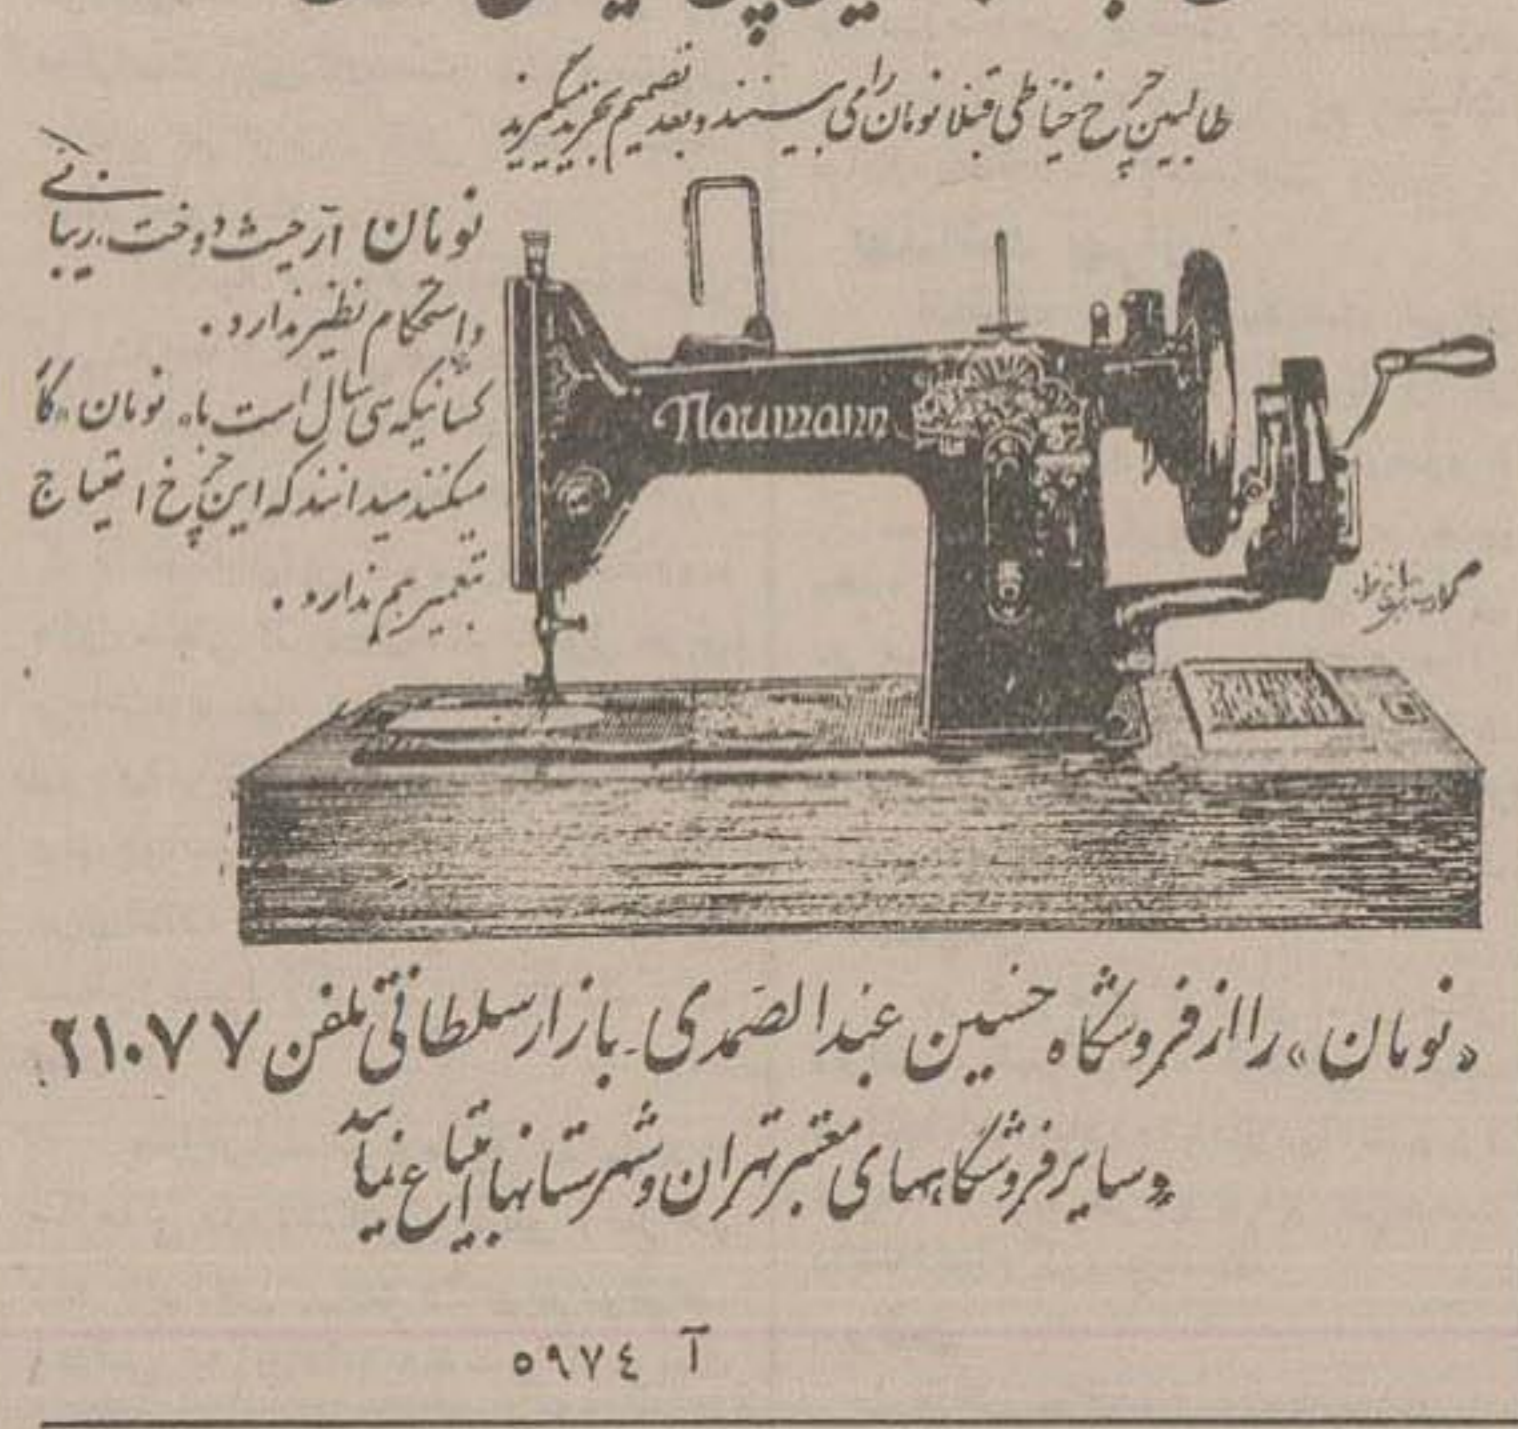 طالبین چرخ خیاطی قبلا نومان را می بینند و بعد تصمیم بخرید میگیرند
نومان از حیث دوخت، زیبائی
و استحکام نظیر ندارد.
کسانیکه سی سال است با «نومان» کار
میکنند میدانند که این چرخ احتیاج
بتعمیر هم ندارد.
Naumann
«نومان» را از فروشگاه حسین عبدالصمدی - بازار سلطانی تلفن ۲۱۰۷۷
و سایر فروشگاههای معتبر تهران و شهرستانها ابتیاع نمائید
آ ۵۹۷٤